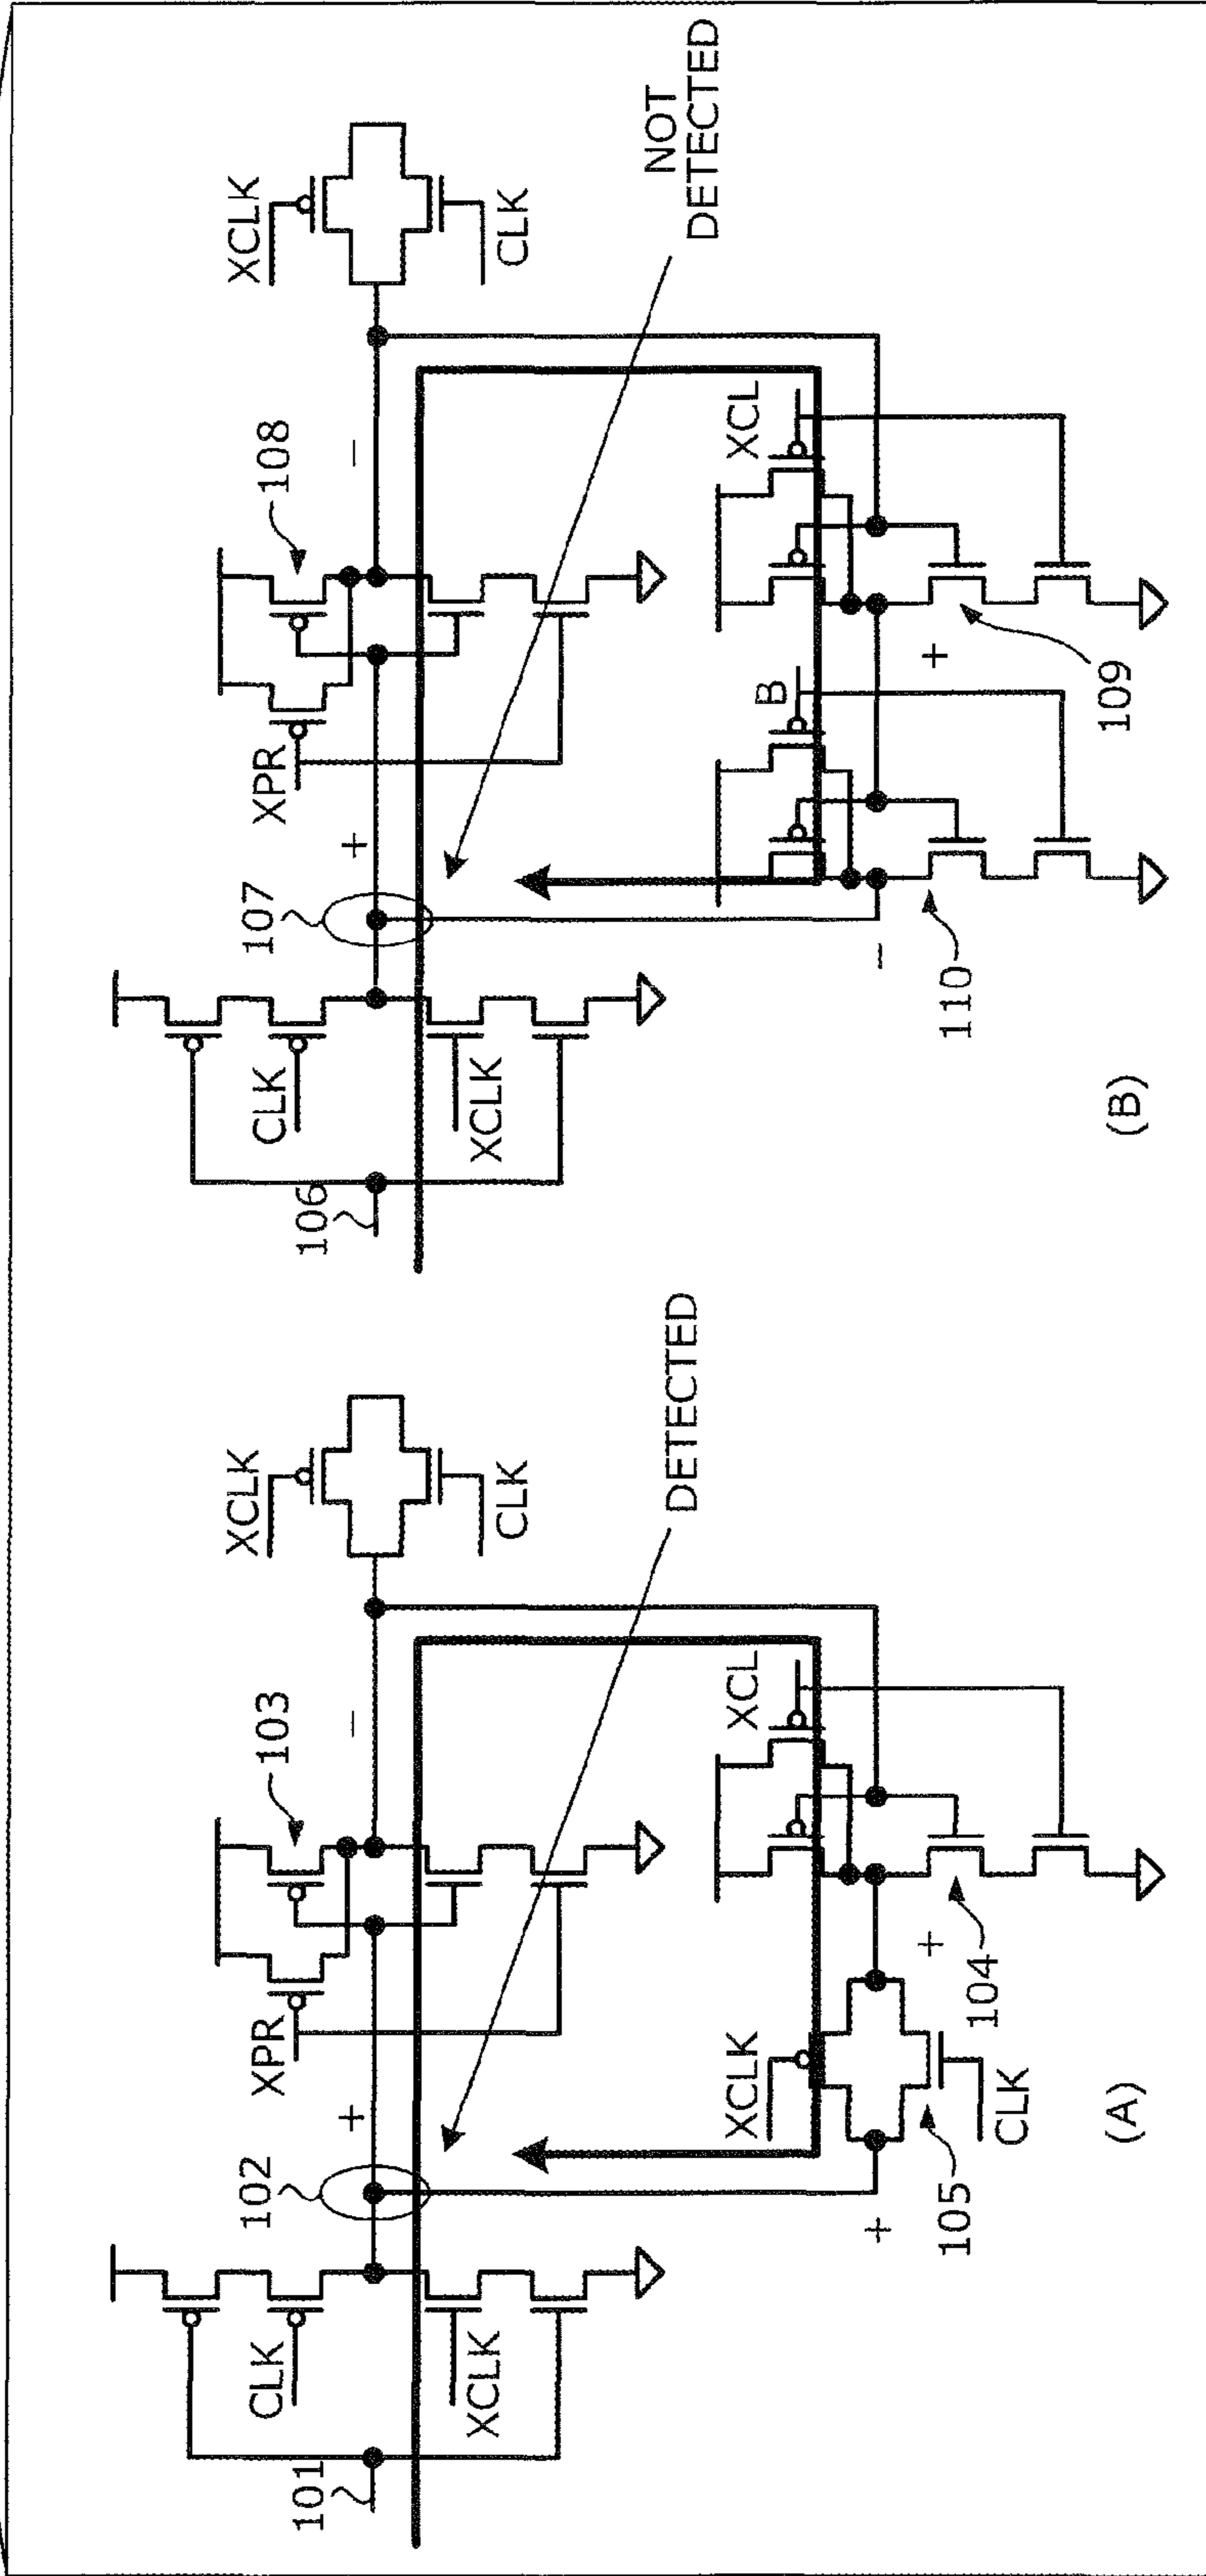 XCLK
CLK
108
−
XPR
+
107
CLK
XCLK
106
NOT
DETECTED
XCL
B
+
109
−
110
(B)
XCLK
CLK
103
−
XPR
+
102
CLK
XCLK
101
DETECTED
XCL
+
104
XCLK
CLK
105
+
(A)